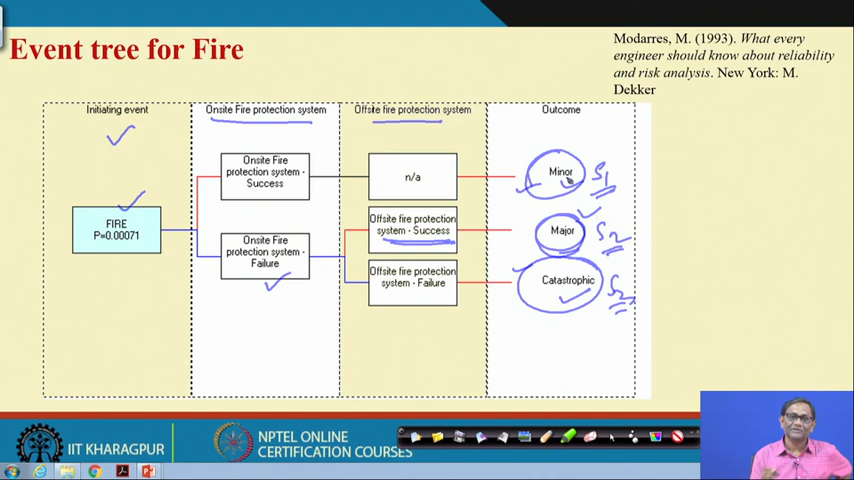 Event tree for Fire
Modarres, M. (1993). What every
engineer should know about reliability
and risk analysis. New York: M.
Dekker
Initiating event
Onsite Fire protection system
Offsite fire protection system
Outcome
Onsite Fire
protection system -
Success
n/a
Minor
S1
FIRE
P=0.00071
Offsite fire protection
system - Success
Major
S2
Onsite Fire
protection system -
Failure
Offsite fire protection
system - Failure
Catastrophic
IIT KHARAGPUR
NPTEL ONLINE
CERTIFICATION COURSES